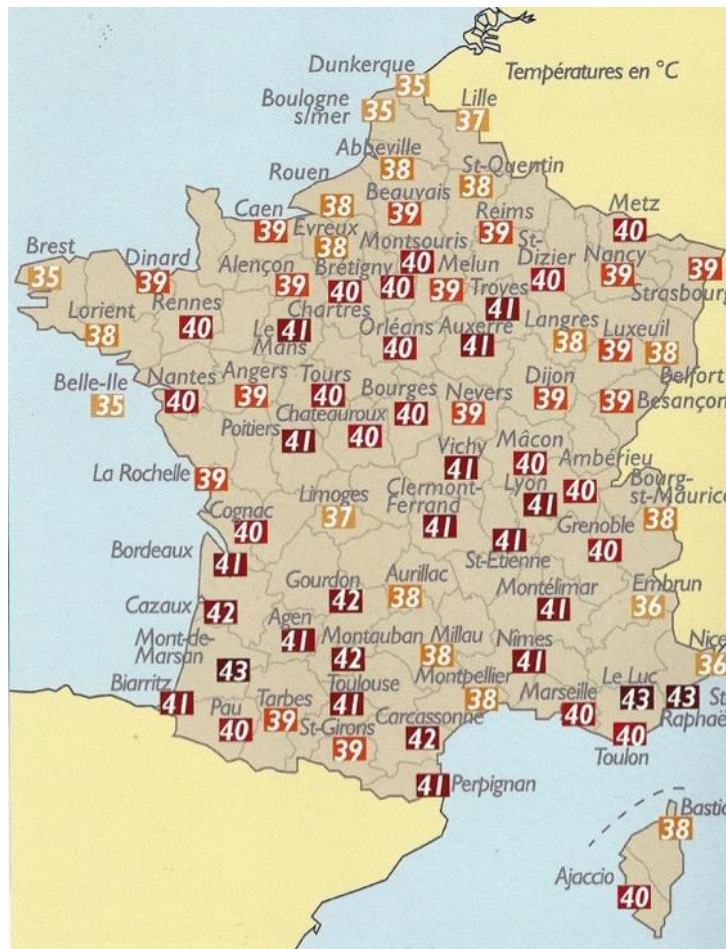 Températures en °C
Dunkerque
35
Boulogne
s/mer
35
Lille
37
Abbeville
38
St-Quentin
38
Rouen
38
Beauvais
39
Caen
39
Evreux
38
Reims
39
Metz
40
Montsouris
40
St-
Dizier
40
Nancy
39
39
Strasbourg
Brest
35
Dinard
39
Alençon
39
Brétigny
40
40
Melun
39
Troyes
41
Chartres
Rennes
40
Lorient
38
Le
Mans
41
Orléans
40
Auxerre
41
Langres
38
Luxeuil
39
38
Belfort
Belle-Ile
35
Nantes
40
Angers
39
Tours
40
Bourges
40
Nevers
39
Dijon
39
39
Besançon
Chateauroux
40
Poitiers
41
Vichy
41
Mâcon
40
Ambérieu
40
La Rochelle
39
Limoges
37
Clermont-
Ferrand
41
Lyon
41
Bourg-
st-Maurice
38
Cognac
40
St-Etienne
41
Grenoble
40
Bordeaux
41
Gourdon
42
Aurillac
38
Montélimar
41
Embrun
36
Cazaux
42
Agen
41
Montauban
42
Millau
38
Nîmes
41
Nice
36
Mont-de-
Marsan
43
Montpellier
38
Le Luc
43
43
St
Raphaë
Biarritz
41
Pau
40
Tarbes
39
Toulouse
41
St-Girons
39
Carcassonne
42
Marseille
40
Toulon
40
41
Perpignan
Bastia
38
Ajaccio
40